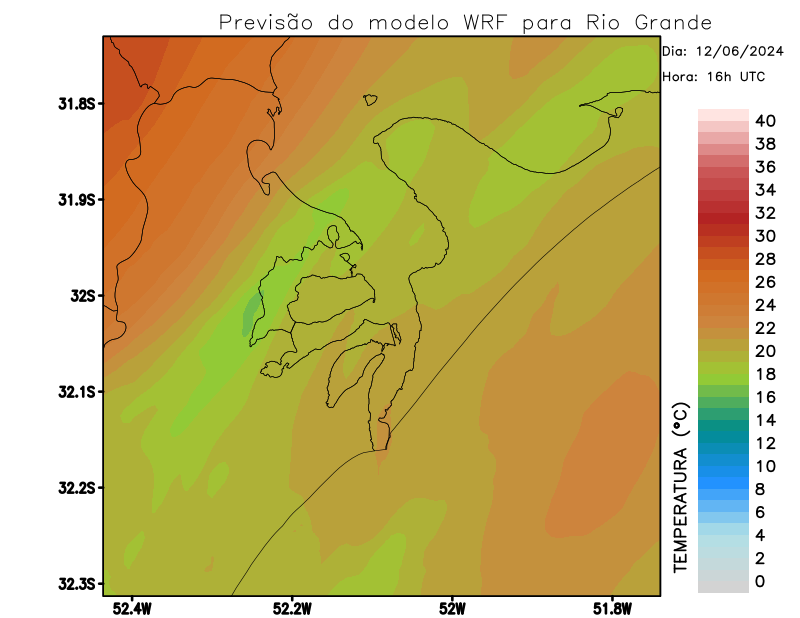 Previsão do modelo WRF para Rio Grande
Dia: 12/06/2024
Hora: 16h UTC
31.8S
31.9S
32S
32.1S
32.2S
32.3S
52.4W
52.2W
52W
51.8W
TEMPERATURA (°C)
40
38
36
34
32
30
28
26
24
22
20
18
16
14
12
10
8
6
4
2
0